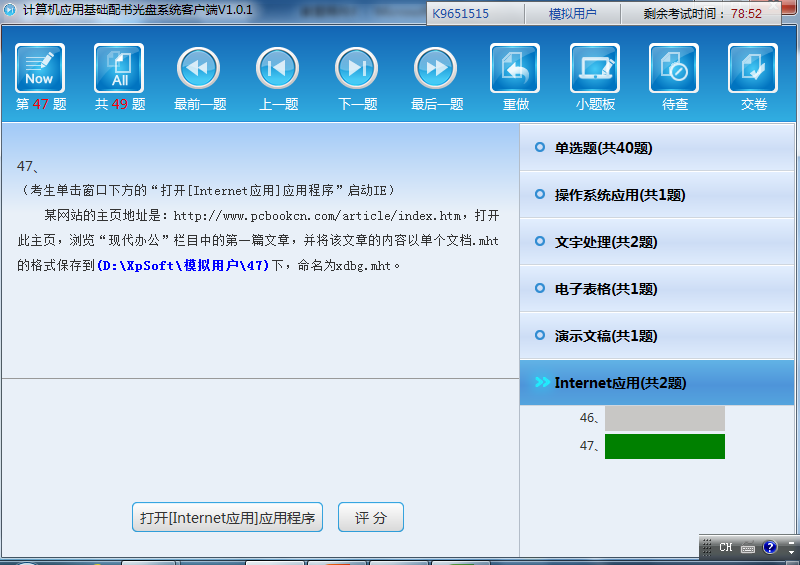 计算机应用基础配书光盘系统客户端V1.0.1
K9651515 模拟用户 剩余考试时间：78:52
Now All
第 47 题 共 49 题 最前一题 上一题 下一题 最后一题 重做 小题板 待查 交卷
47、
（考生单击窗口下方的“打开[Internet应用]应用程序”启动IE）
某网站的主页地址是：http://www.pcbookcn.com/article/index.htm，打开
此主页，浏览“现代办公”栏目中的第一篇文章，并将该文章的内容以单个文档.mht
的格式保存到(D:\XpSoft\模拟用户\47)下，命名为xdbg.mht。
打开[Internet应用]应用程序 评 分
单选题(共40题)
操作系统应用(共1题)
文字处理(共2题)
电子表格(共1题)
演示文稿(共1题)
Internet应用(共2题)
46、
47、
CH